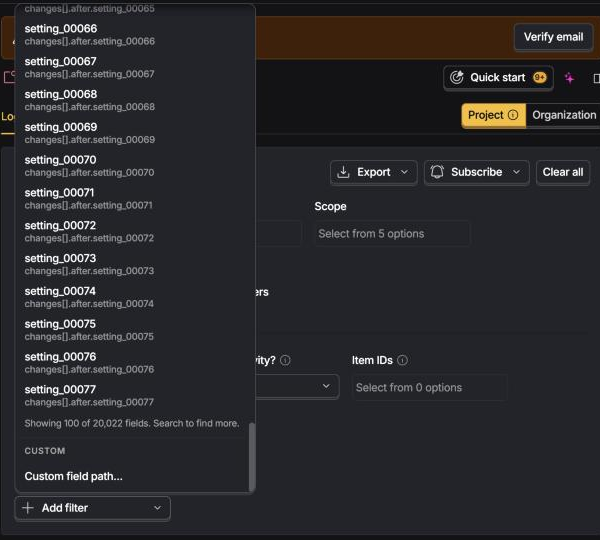 changes[].after.setting_00065
setting_00066
changes[].after.setting_00066
setting_00067
changes[].after.setting_00067
setting_00068
changes[].after.setting_00068
setting_00069
changes[].after.setting_00069
setting_00070
changes[].after.setting_00070
setting_00071
changes[].after.setting_00071
setting_00072
changes[].after.setting_00072
setting_00073
changes[].after.setting_00073
setting_00074
changes[].after.setting_00074
setting_00075
changes[].after.setting_00075
setting_00076
changes[].after.setting_00076
setting_00077
changes[].after.setting_00077
Showing 100 of 20,022 fields. Search to find more.
CUSTOM
Custom field path...
Add filter
Verify email
Quick start 9+
Project Organization
Export Subscribe Clear all
Scope
Select from 5 options
Item IDs
Select from 0 options